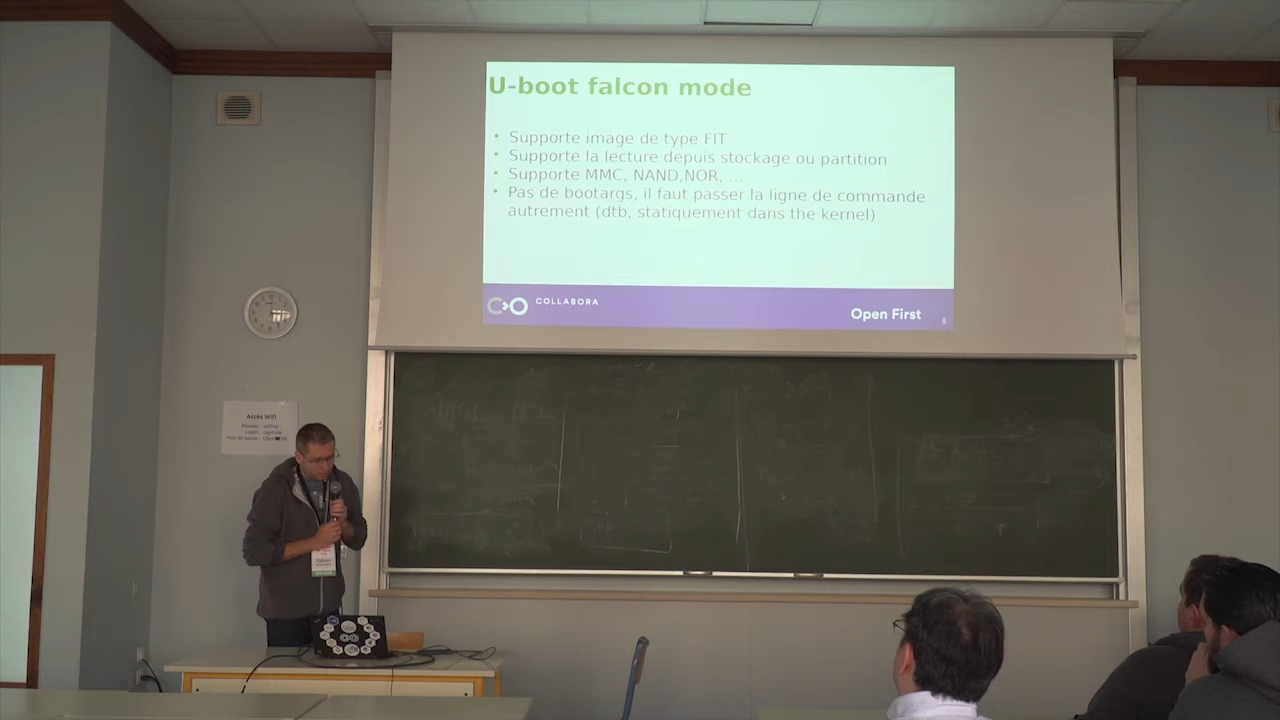 U-boot falcon mode
• Supporte image de type FIT
• Supporte la lecture depuis stockage ou partition
• Supporte MMC, NAND,NOR, ...
• Pas de bootargs, il faut passer la ligne de commande
autrement (dtb, statiquement dans the kernel)
COLLABORA
Open First
8
Accès Wifi